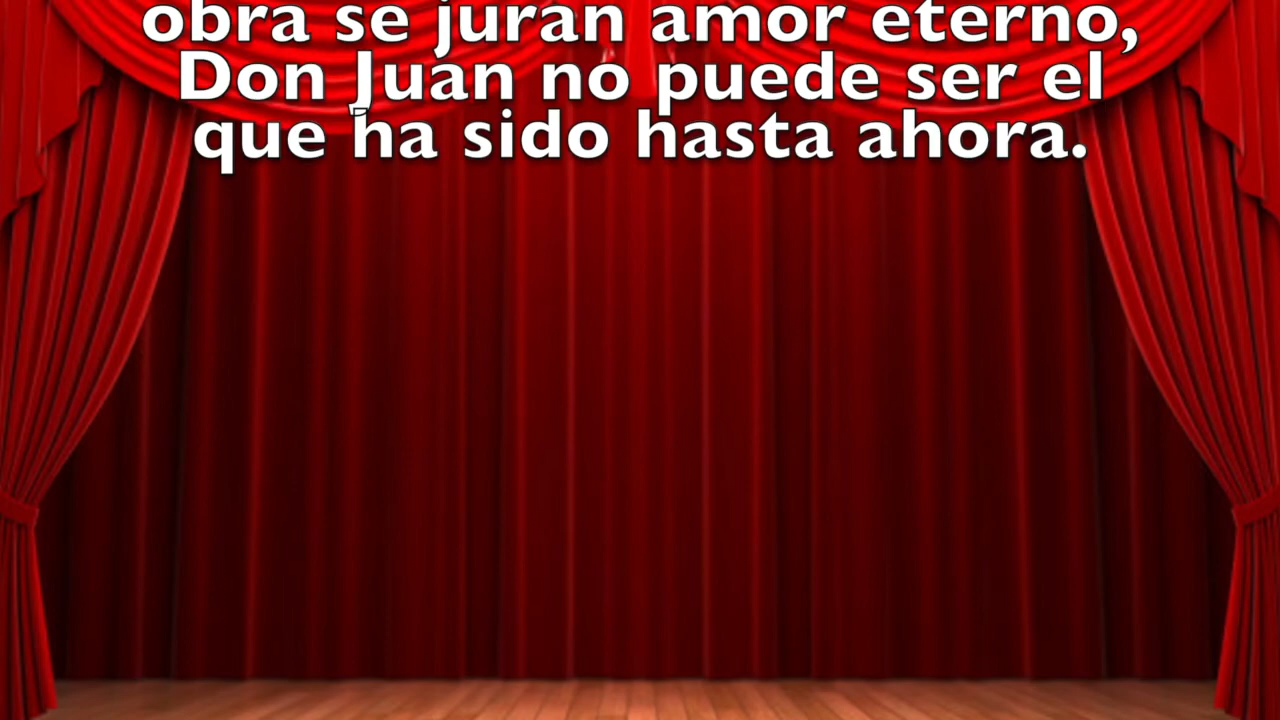 obra se juran amor eterno,
Don Juan no puede ser el
que ha sido hasta ahora.